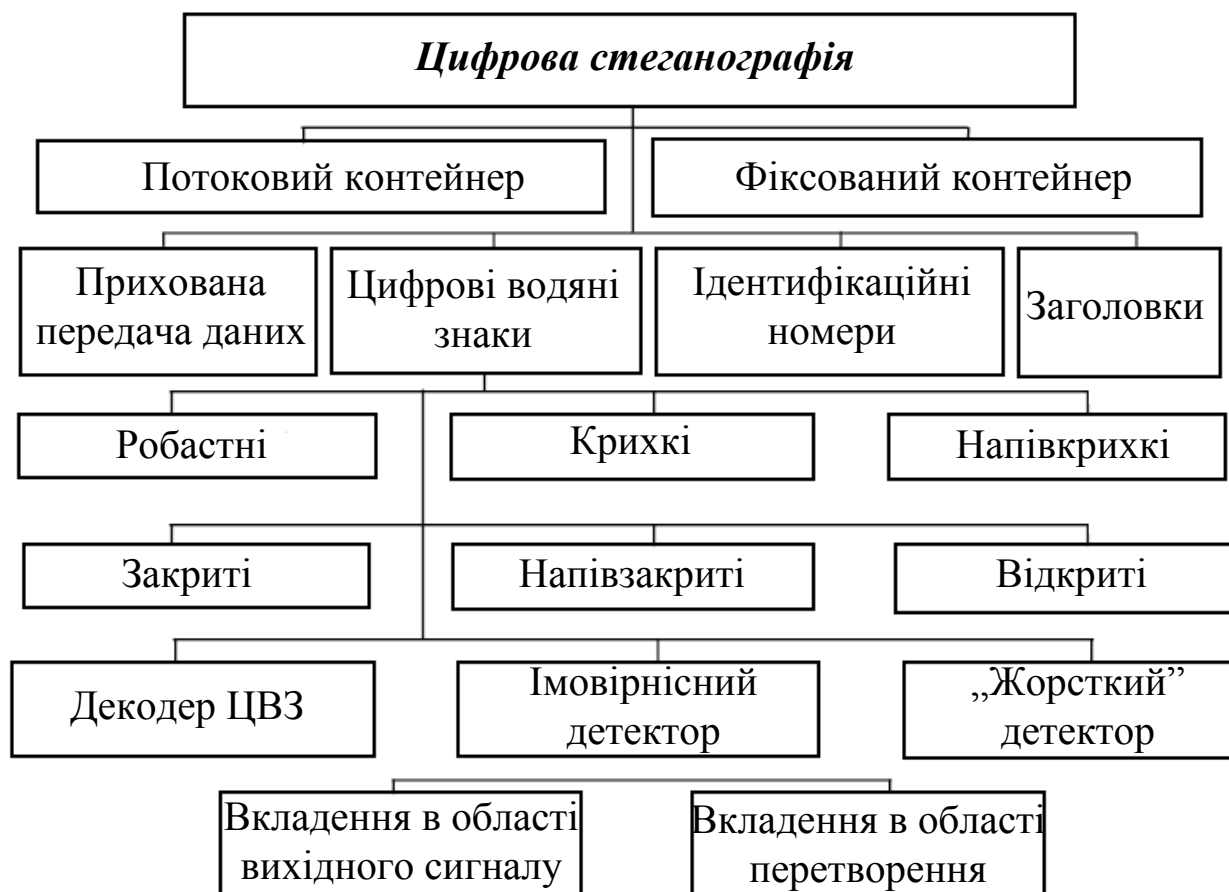 Цифрова стеганографія
Потоковий контейнер
Фіксований контейнер
Прихована
передача даних
Цифрові водяні
знаки
Ідентифікаційні
номери
Заголовки
Робастні
Крихкі
Напівкрихкі
Закриті
Напівзакриті
Відкриті
Декодер ЦВЗ
Імовірнісний
детектор
„Жорсткий”
детектор
Вкладення в області
вихідного сигналу
Вкладення в області
перетворення